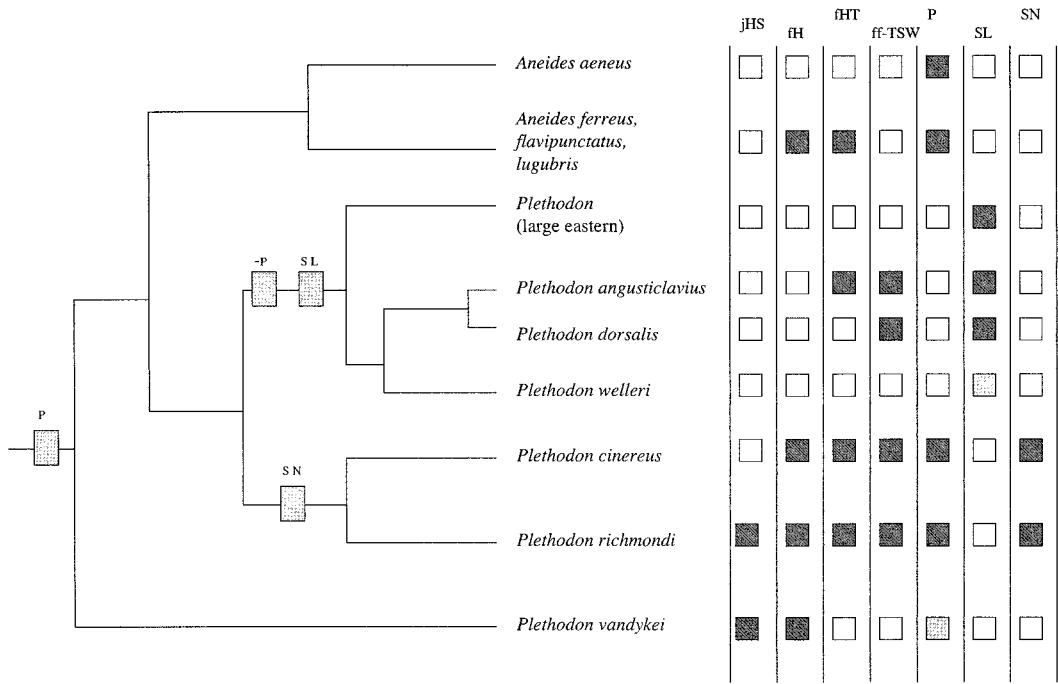 jHS fH fHT ff-TSW P SL SN
Aneides aeneus
Aneides ferreus,
flavipunctatus,
lugubris
Plethodon
(large eastern)
-P SL
Plethodon angusticlavius
Plethodon dorsalis
Plethodon welleri
P
Plethodon cinereus
SN
Plethodon richmondi
Plethodon vandykei
P